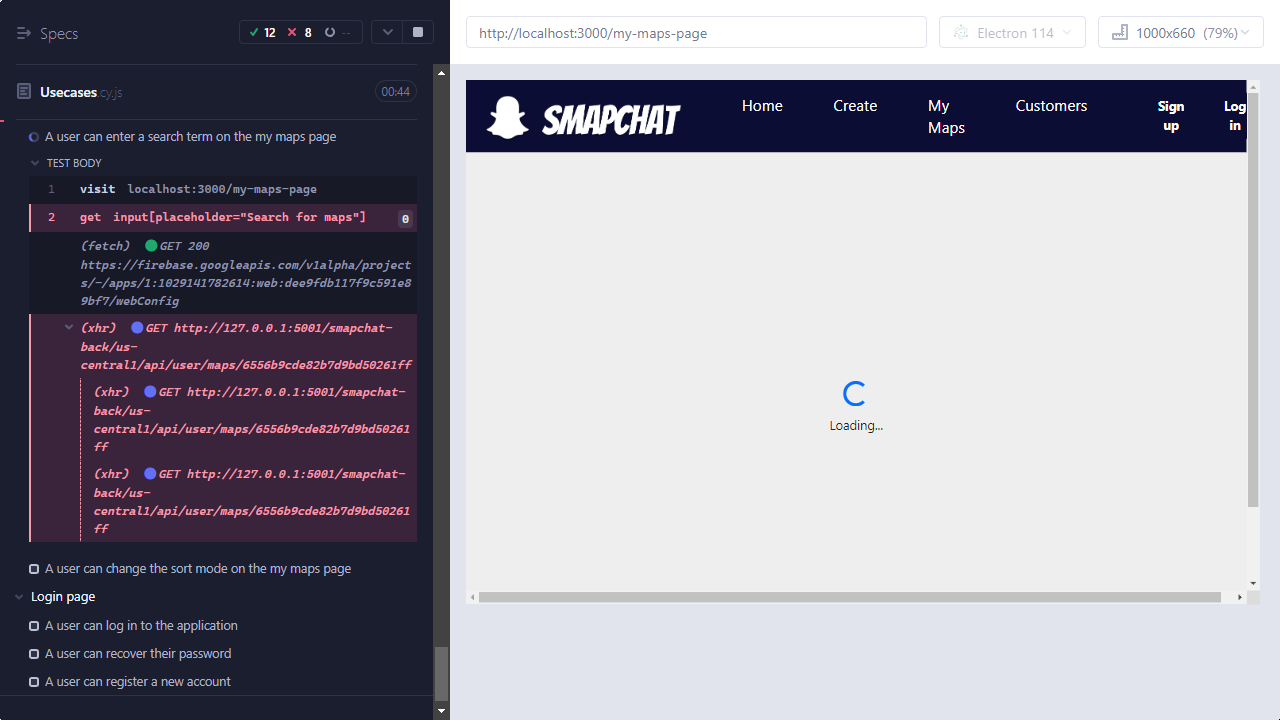 Specs
12 8 --
Usecases.cy.js 00:44
A user can enter a search term on the my maps page
TEST BODY
1 visit localhost:3000/my-maps-page
2 get input[placeholder="Search for maps"] 0
(fetch) GET 200
https://firebase.googleapis.com/v1alpha/project
s/-/apps/1:1029141782614:web:dee9fdb117f9c591e8
9bf7/webConfig
(xhr) GET http://127.0.0.1:5001/smapchat-
back/us-
central1/api/user/maps/6556b9cde82b7d9bd50261ff
(xhr) GET http://127.0.0.1:5001/smapchat-
back/us-
central1/api/user/maps/6556b9cde82b7d9bd50261
ff
(xhr) GET http://127.0.0.1:5001/smapchat-
back/us-
central1/api/user/maps/6556b9cde82b7d9bd50261
ff
A user can change the sort mode on the my maps page
Login page
A user can log in to the application
A user can recover their password
A user can register a new account
http://localhost:3000/my-maps-page
Electron 114
1000x660 (79%)
SMAPCHAT
Home
Create
My
Maps
Customers
Sign
up
Log
in
Loading...